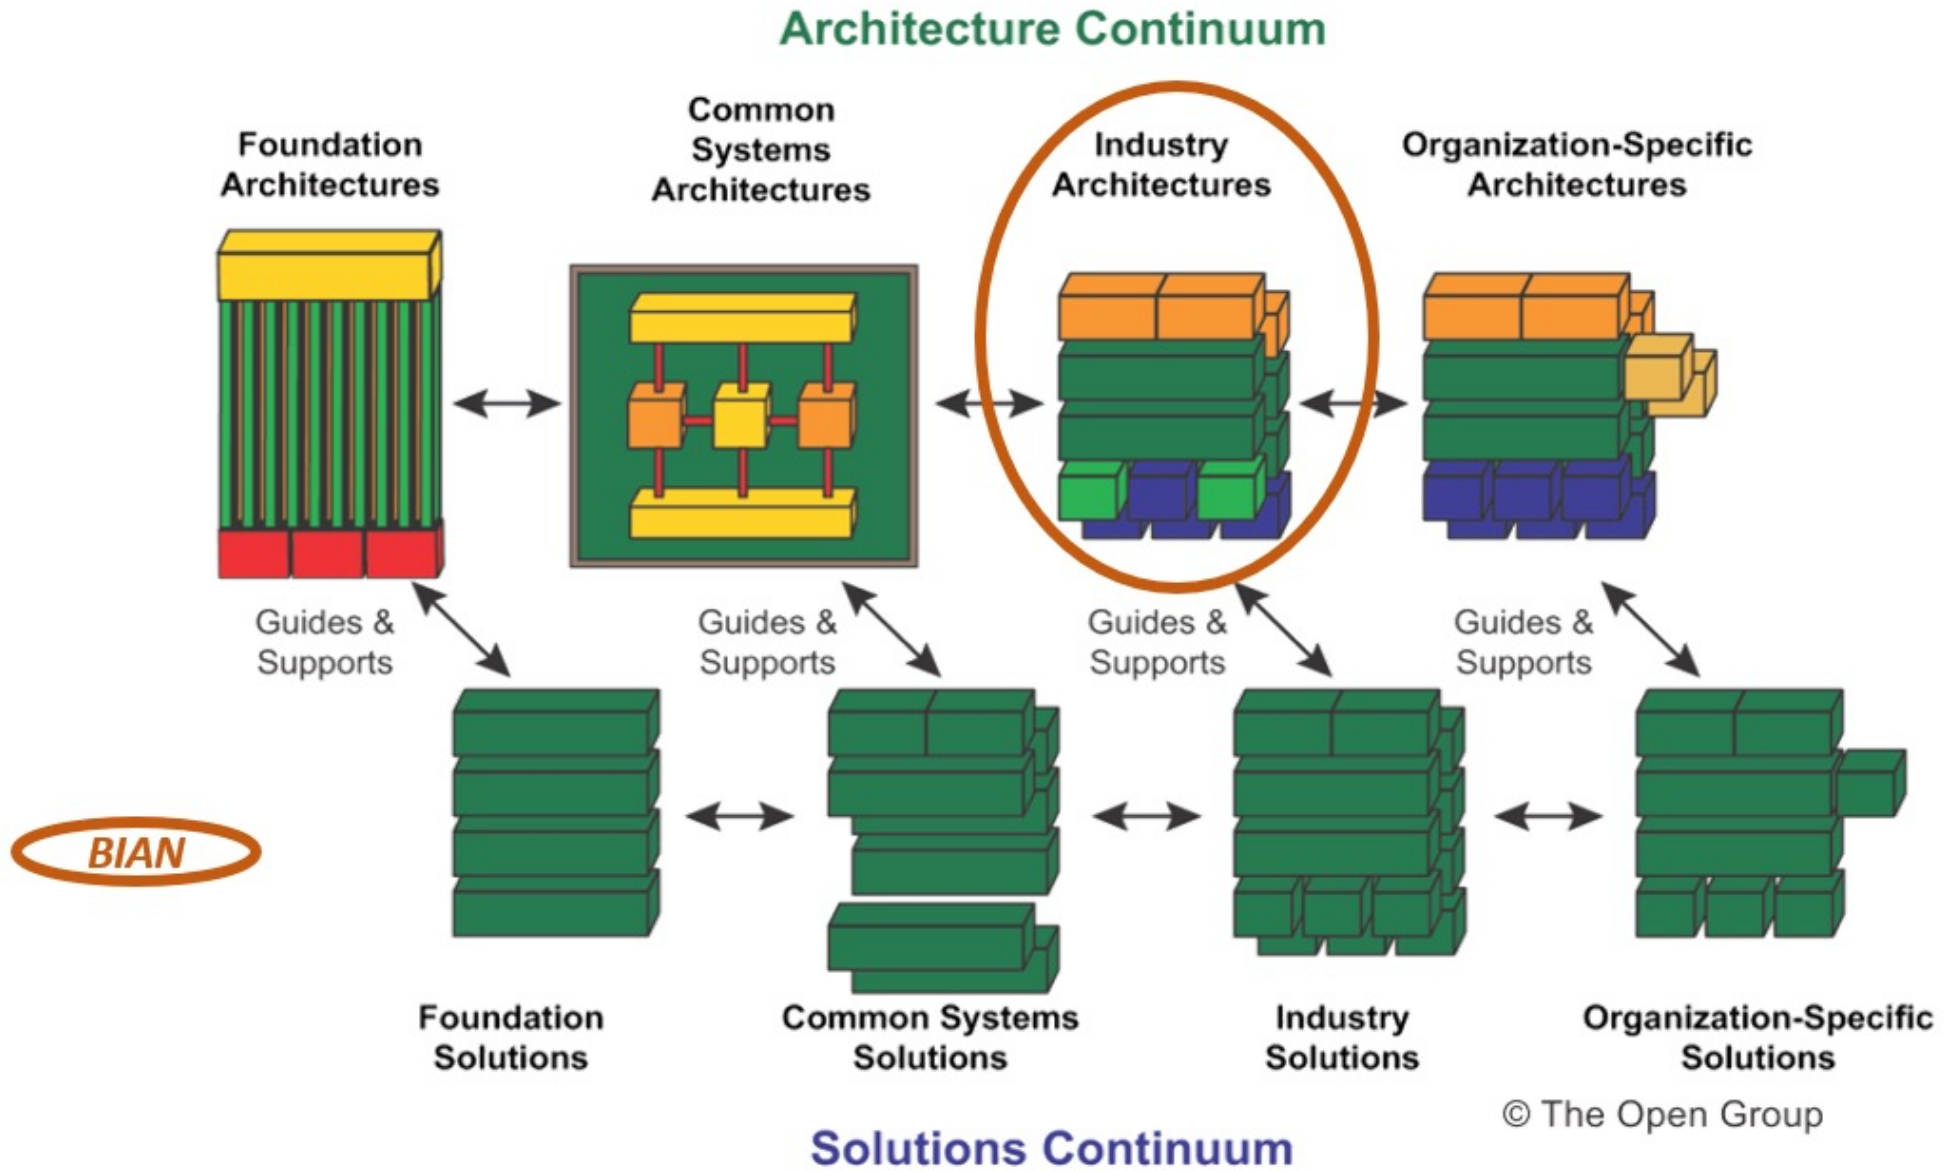 Architecture Continuum
Foundation
Architectures
Common
Systems
Architectures
Industry
Architectures
Organization-Specific
Architectures
Guides &
Supports
Guides &
Supports
Guides &
Supports
Guides &
Supports
BIAN
Foundation
Solutions
Common Systems
Solutions
Industry
Solutions
Organization-Specific
Solutions
© The Open Group
Solutions Continuum